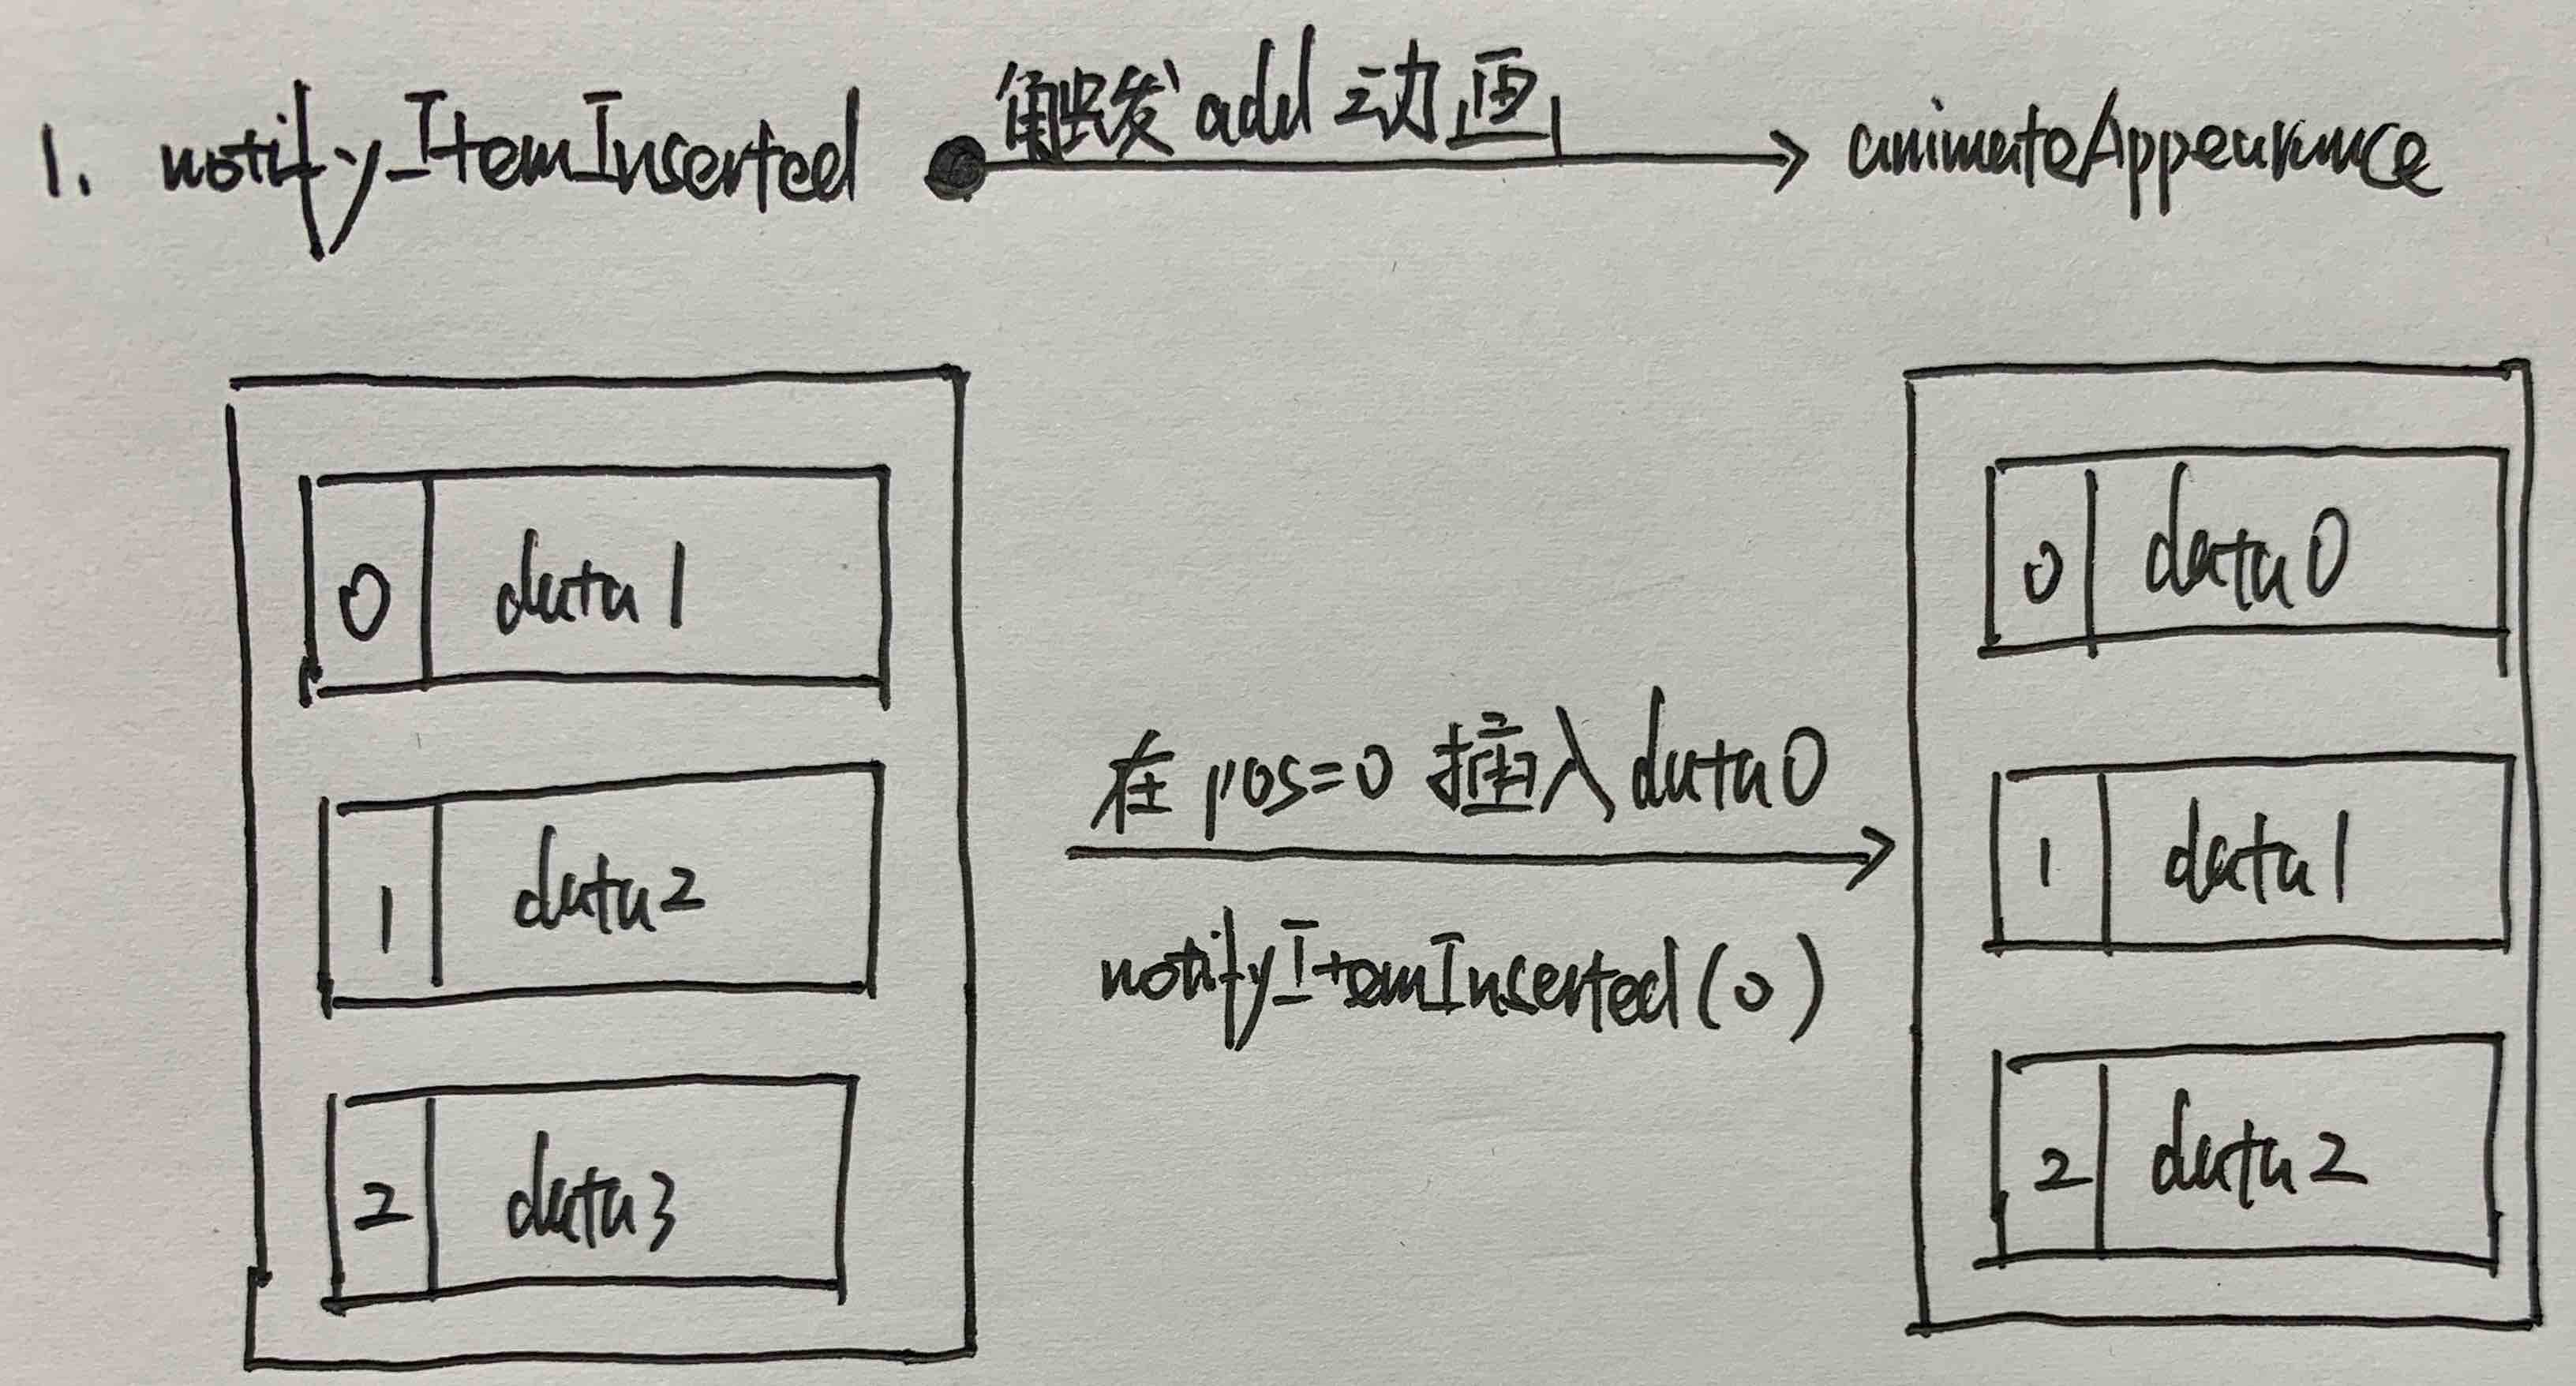 1. notifyItemInserted 触发add动画 animateAppearance
0 data1
1 data2
2 data3
在pos=0 插入data0
notifyItemInserted(0)
0 data0
1 data1
2 data2